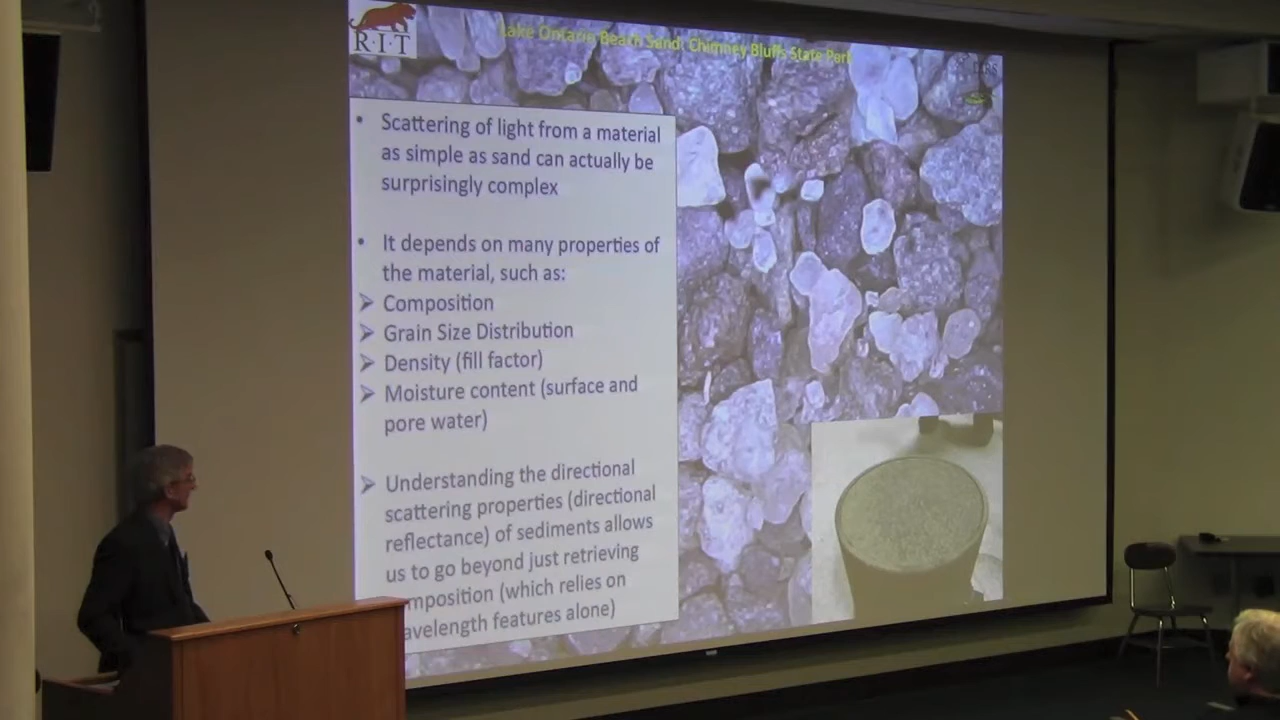 R·I·T
Lake Ontario Beach Sand: Chimney Bluffs State Park
• Scattering of light from a material
as simple as sand can actually be
surprisingly complex
• It depends on many properties of
the material, such as:
➢ Composition
➢ Grain Size Distribution
➢ Density (fill factor)
➢ Moisture content (surface and
pore water)
➢ Understanding the directional
scattering properties (directional
reflectance) of sediments allows
us to go beyond just retrieving
mposition (which relies on
avelength features alone)